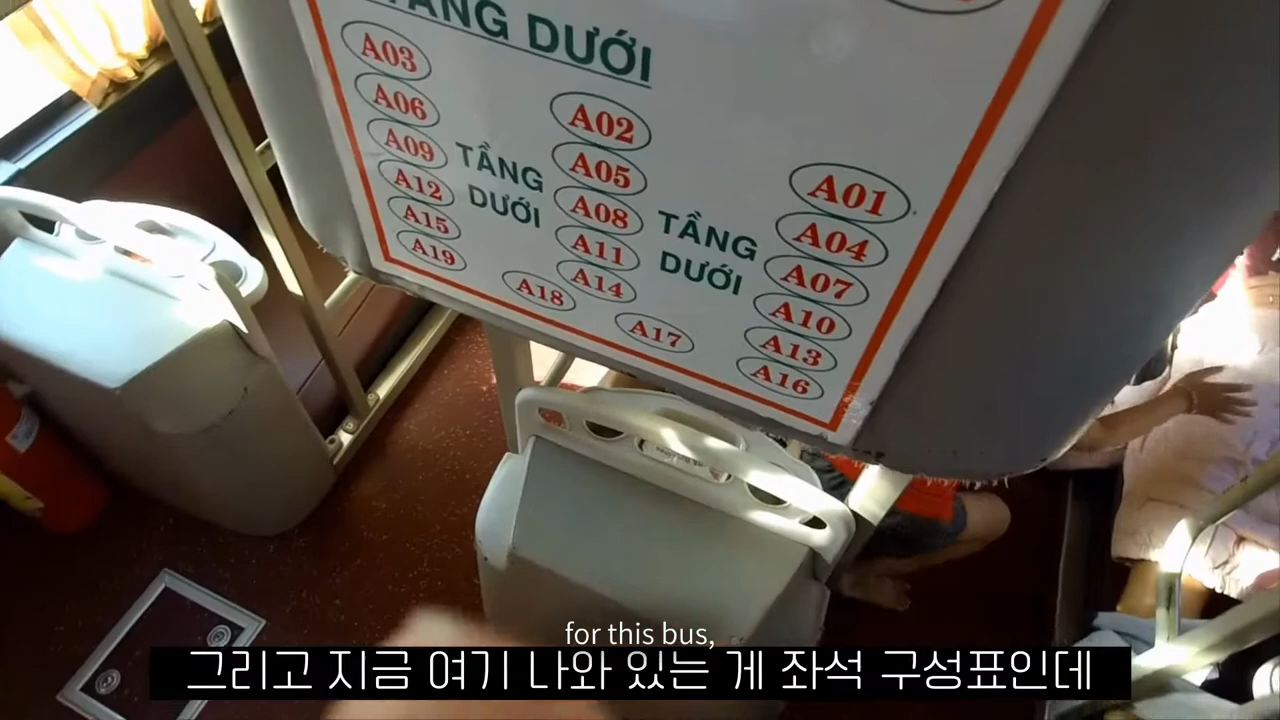 TẦNG DƯỚI
A03
A06
A09
A12
A15
A19
TẦNG
DƯỚI
A02
A05
A08
A11
A14
A18
A17
TẦNG
DƯỚI
A01
A04
A07
A10
A13
A16
for this bus,
그리고 지금 여기 나와 있는 게 좌석 구성표인데